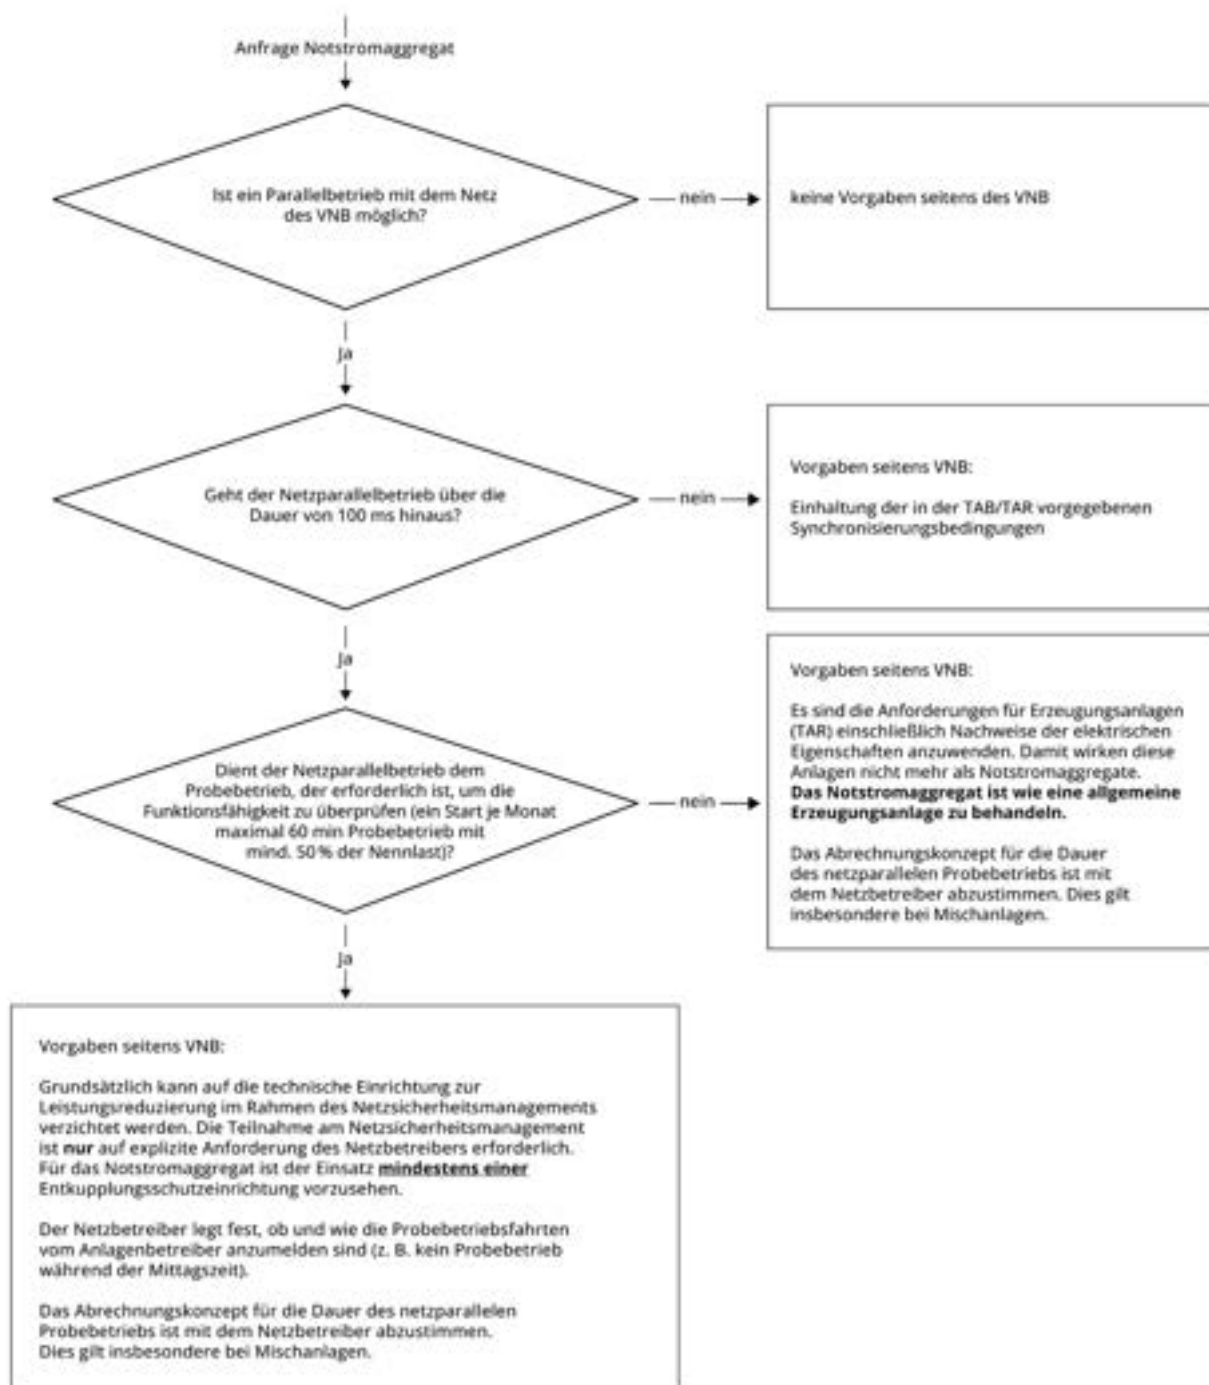 Anfrage Notstromaggregat
Ist ein Parallelbetrieb mit dem Netz
des VNB möglich?
nein
keine Vorgaben seitens des VNB
Ja
Geht der Netzparallelbetrieb über die
Dauer von 100 ms hinaus?
nein
Vorgaben seitens VNB:
Einhaltung der in der TAB/TAR vorgegebenen
Synchronisierungsbedingungen
Ja
Dient der Netzparallelbetrieb dem
Probebetrieb, der erforderlich ist, um die
Funktionsfähigkeit zu überprüfen (ein Start je Monat
maximal 60 min Probebetrieb mit
mind. 50 % der Nennlast)?
nein
Vorgaben seitens VNB:
Es sind die Anforderungen für Erzeugungsanlagen
(TAR) einschließlich Nachweise der elektrischen
Eigenschaften anzuwenden. Damit wirken diese
Anlagen nicht mehr als Notstromaggregate.
Das Notstromaggregat ist wie eine allgemeine
Erzeugungsanlage zu behandeln.
Das Abrechnungskonzept für die Dauer
des netzparallelen Probebetriebs ist mit
dem Netzbetreiber abzustimmen. Dies gilt
insbesondere bei Mischanlagen.
Ja
Vorgaben seitens VNB:
Grundsätzlich kann auf die technische Einrichtung zur
Leistungsreduzierung im Rahmen des Netzsicherheitsmanagements
verzichtet werden. Die Teilnahme am Netzsicherheitsmanagement
ist nur auf explizite Anforderung des Netzbetreibers erforderlich.
Für das Notstromaggregat ist der Einsatz mindestens einer
Entkupplungsschutzeinrichtung vorzusehen.
Der Netzbetreiber legt fest, ob und wie die Probebetriebsfahrten
vom Anlagenbetreiber anzumelden sind (z. B. kein Probebetrieb
während der Mittagszeit).
Das Abrechnungskonzept für die Dauer des netzparallelen
Probebetriebs ist mit dem Netzbetreiber abzustimmen.
Dies gilt insbesondere bei Mischanlagen.